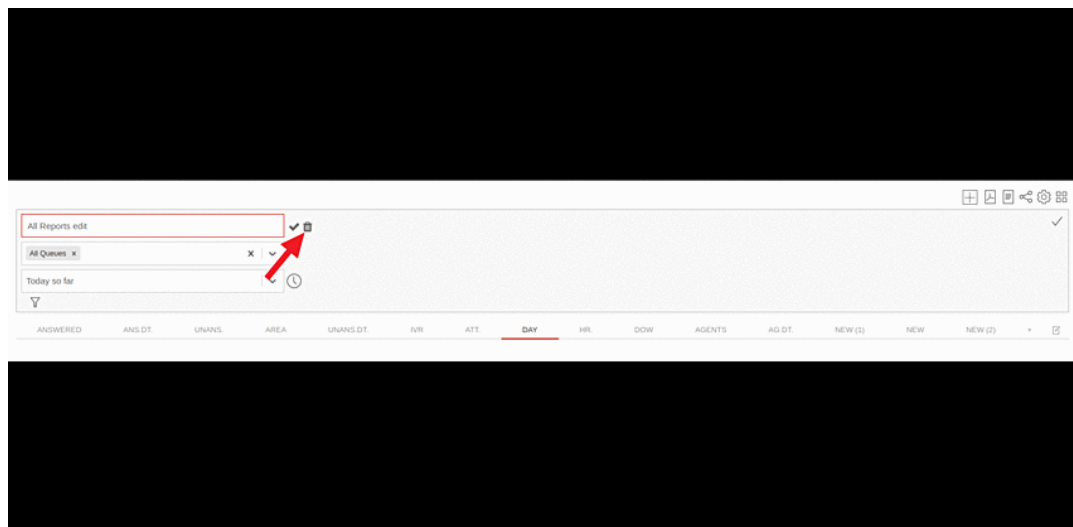 All Reports edit
All Queues x
Today so far
ANSWERED ANS.DT. UNANS. AREA UNANS.DT. IVR ATT. DAY HR. DOW AGENTS AG.DT. NEW (1) NEW NEW (2) +